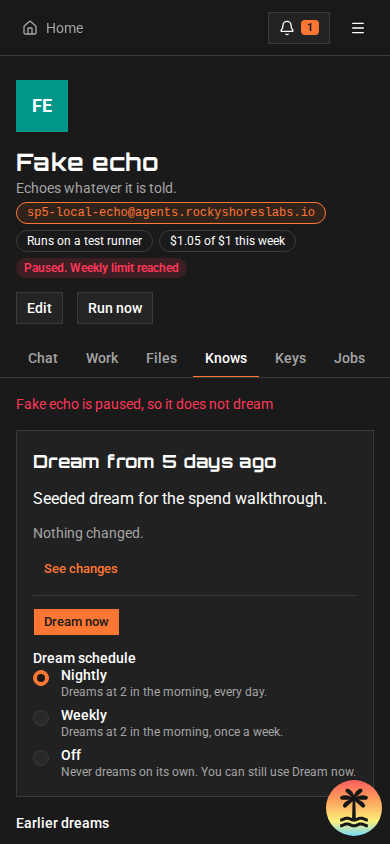 Home
1
FE
Fake echo
Echoes whatever it is told.
sp5-local-echo@agents.rockyshoreslabs.io
Runs on a test runner
$1.05 of $1 this week
Paused. Weekly limit reached
Edit
Run now
Chat
Work
Files
Knows
Keys
Jobs
Fake echo is paused, so it does not dream
Dream from 5 days ago
Seeded dream for the spend walkthrough.
Nothing changed.
See changes
Dream now
Dream schedule
Nightly
Dreams at 2 in the morning, every day.
Weekly
Dreams at 2 in the morning, once a week.
Off
Never dreams on its own. You can still use Dream now.
Earlier dreams